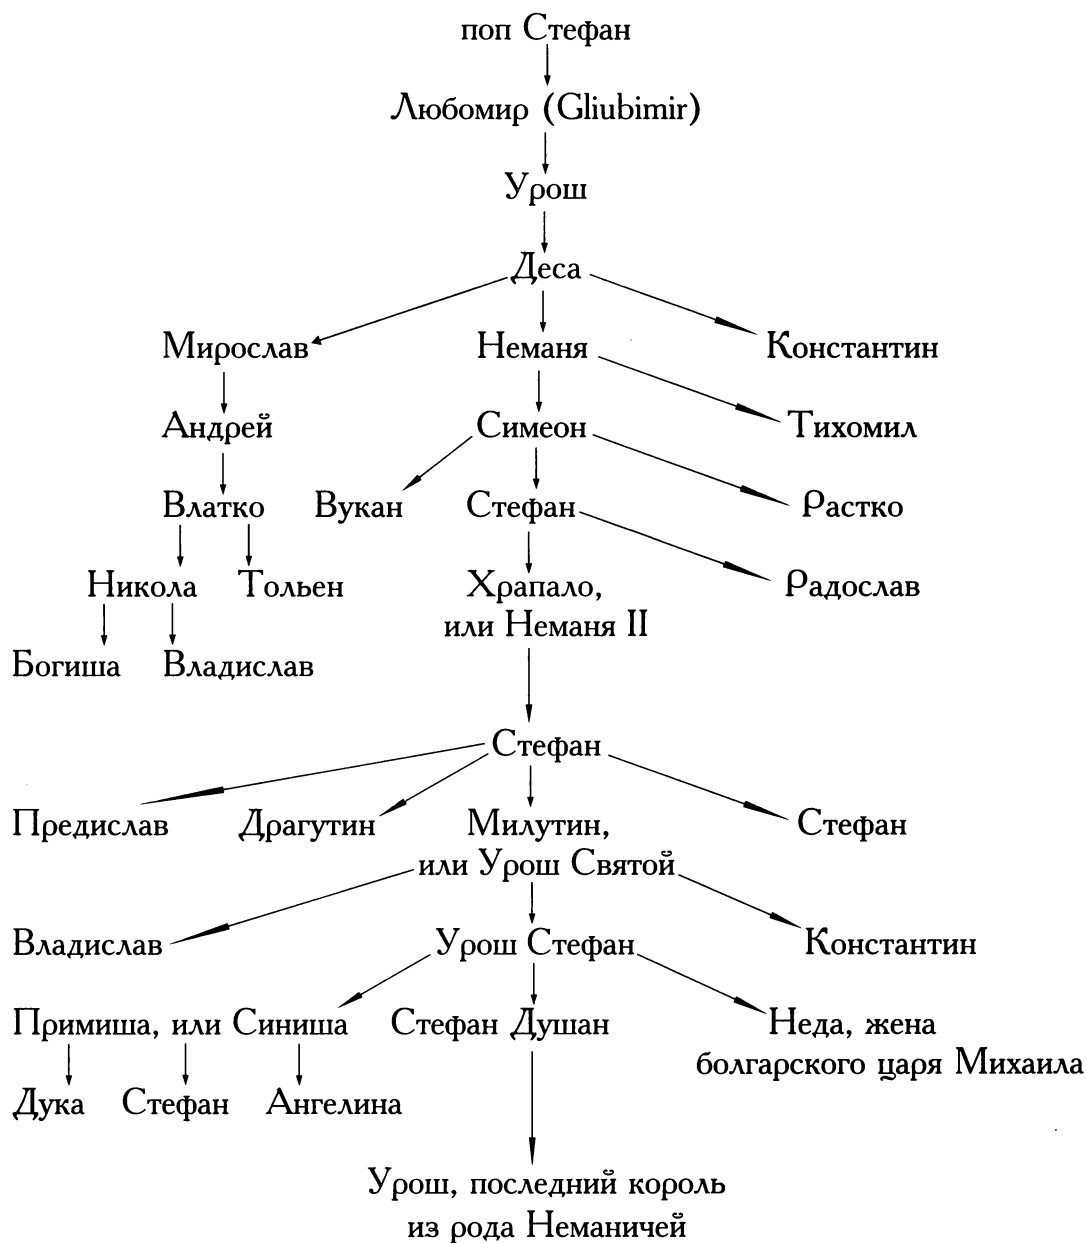 поп Стефан
Любомир (Gliubimir)
Урош
Деса
Мирослав Неманя Константин
Андрей Симеон Тихомил
Влатко Вукан Стефан Растко
Никола Тольен Храпало, Радослав
или Неманя II
Богиша Владислав
Стефан
Предислав Драгутин Милутин, Стефан
или Урош Святой
Владислав Урош Стефан Константин
Примиша, или Синиша Стефан Душан Неда, жена
болгарского царя Михаила
Дука Стефан Ангелина
Урош, последний король
из рода Неманичей